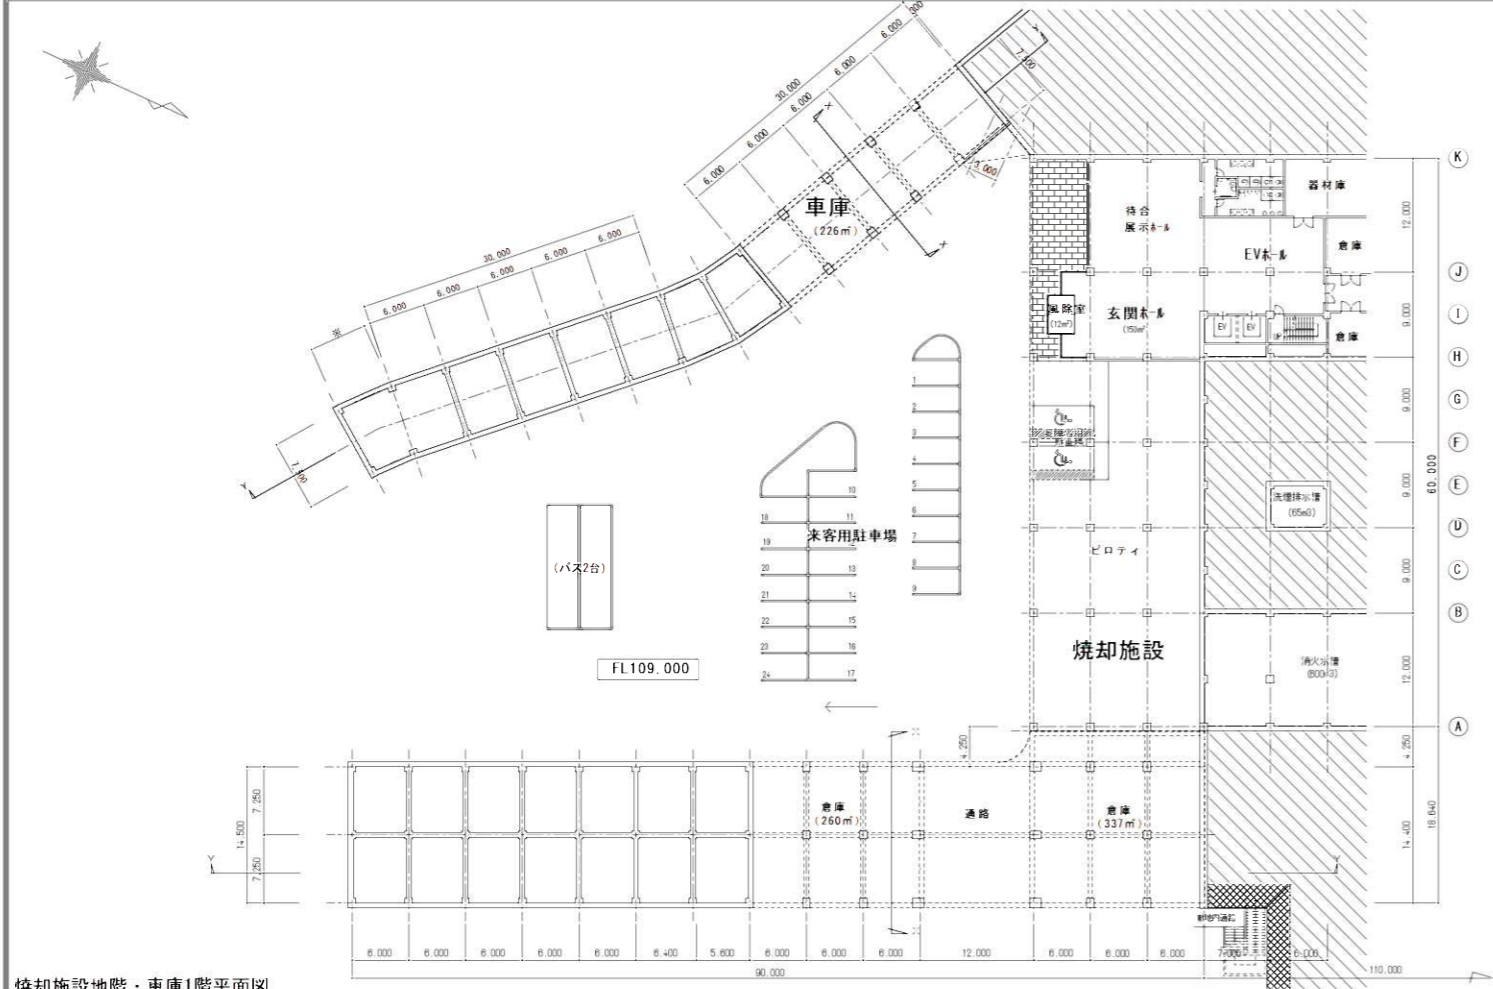 300
6.000
6.000
30.000
6.000
6.000
6.000
7.500
X
3.000
車庫
(226㎡)
X
30.000
6.000
6.000
6.000
6.000
6.000
※
7.500
Y
待合
展示ホール
器材庫
EVホール
倉庫
風除室
(12㎡)
玄関ホール
(150㎡
EV
EV
UP
倉庫
K
J
I
H
G
F
E
D
C
B
A
12.000
9.000
9.000
9.000
9.000
12.000
60.000
4.250
14.400
18.640
1
2
3
4
5
6
7
8
9
10
11
13
14
15
16
17
18
19
20
21
22
23
24
来客用駐車場
(バス2台)
FL109.000
洗煙排水槽
(65m3)
ピロティ
焼却施設
消火水槽
4.250
倉庫
(260㎡)
通路
倉庫
(337㎡)
7.250
7.250
14.500
Y
Y
6.000
6.000
6.000
6.000
6.000
6.400
5.600
6.000
6.000
6.000
12.000
6.000
6.000
6.000
7.000
6.000
90.000
110.000
焼却施設地階・車庫1階平面図